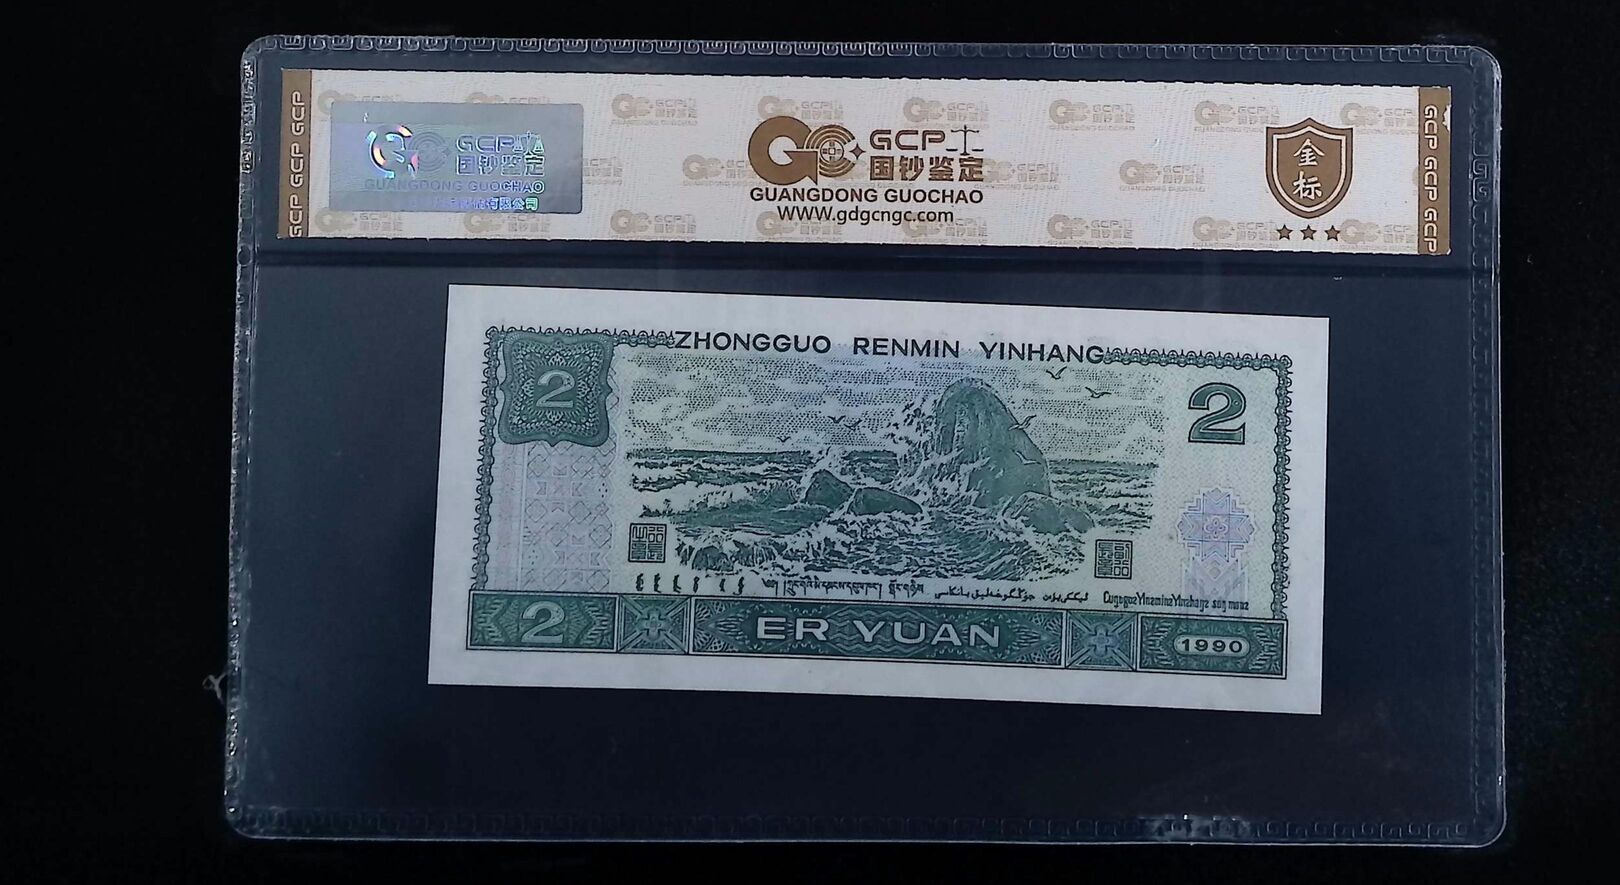 GCP GCP GCP
GCP
国钞鉴定
GUANGDONG GUOCHAO
GCP
国钞鉴定
GUANGDONG GUOCHAO
WWW.gdgcngc.com
金标
GCP GCP GCP
ZHONGGUO RENMIN YINHANG
2
2
2
ER YUAN
1990